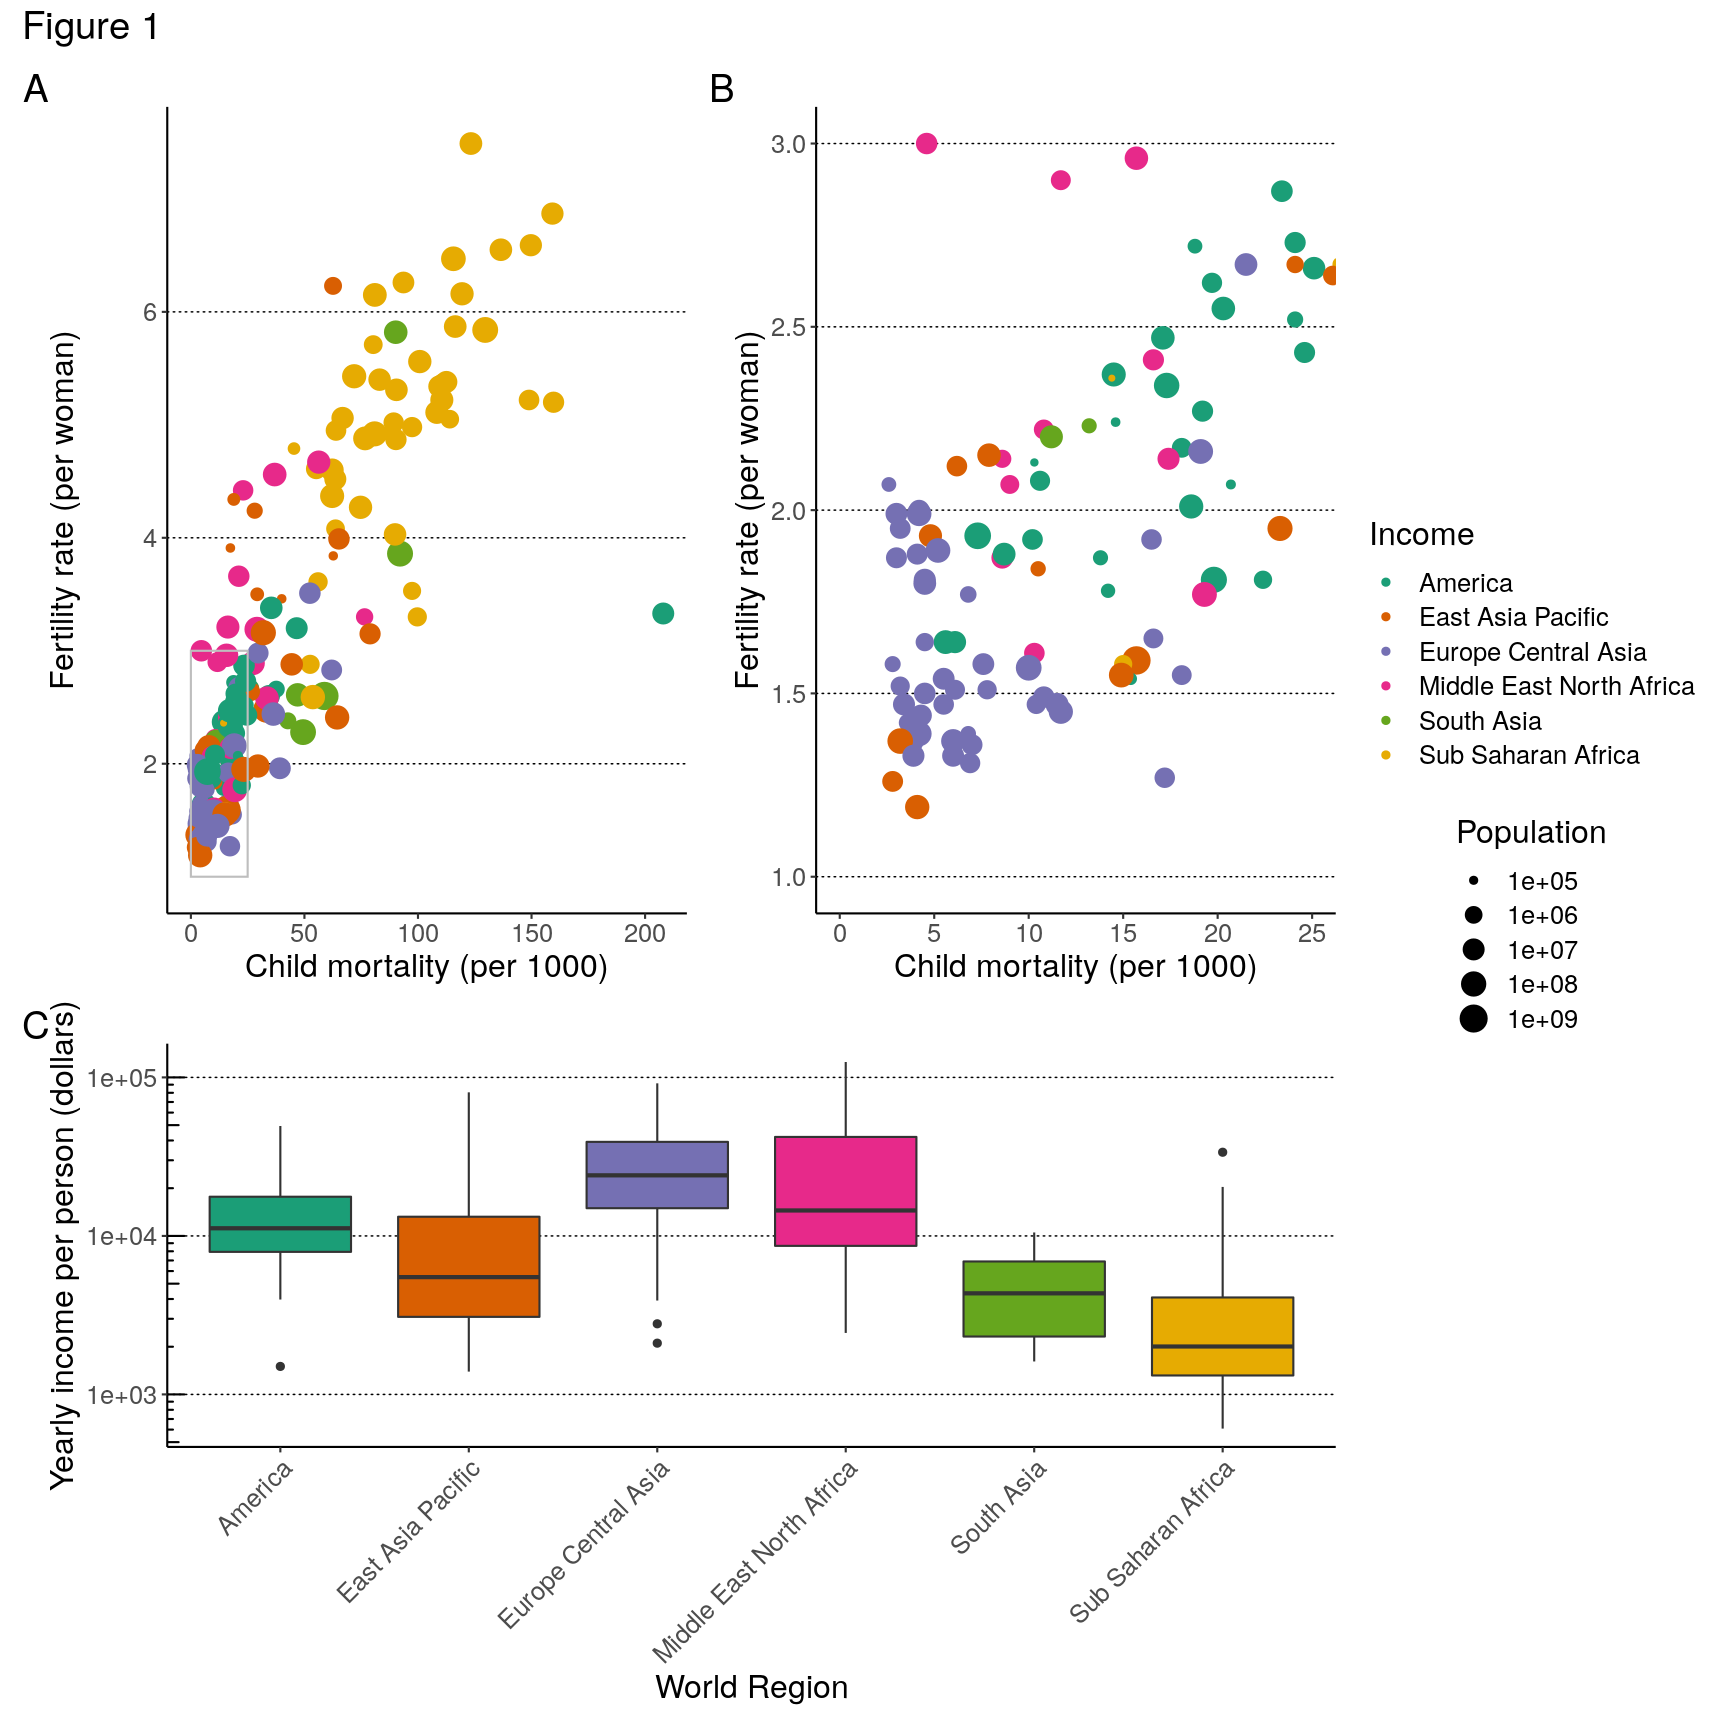 Figure 1
A
Fertility rate (per woman)
6
4
2
0 50 100 150 200
Child mortality (per 1000)
B
Fertility rate (per woman)
3.0
2.5
2.0
1.5
1.0
0 5 10 15 20 25
Child mortality (per 1000)
Income
America
East Asia Pacific
Europe Central Asia
Middle East North Africa
South Asia
Sub Saharan Africa
Population
1e+05
1e+06
1e+07
1e+08
1e+09
C
Yearly income per person (dollars)
1e+05
1e+04
1e+03
America
East Asia Pacific
Europe Central Asia
Middle East North Africa
South Asia
Sub Saharan Africa
World Region